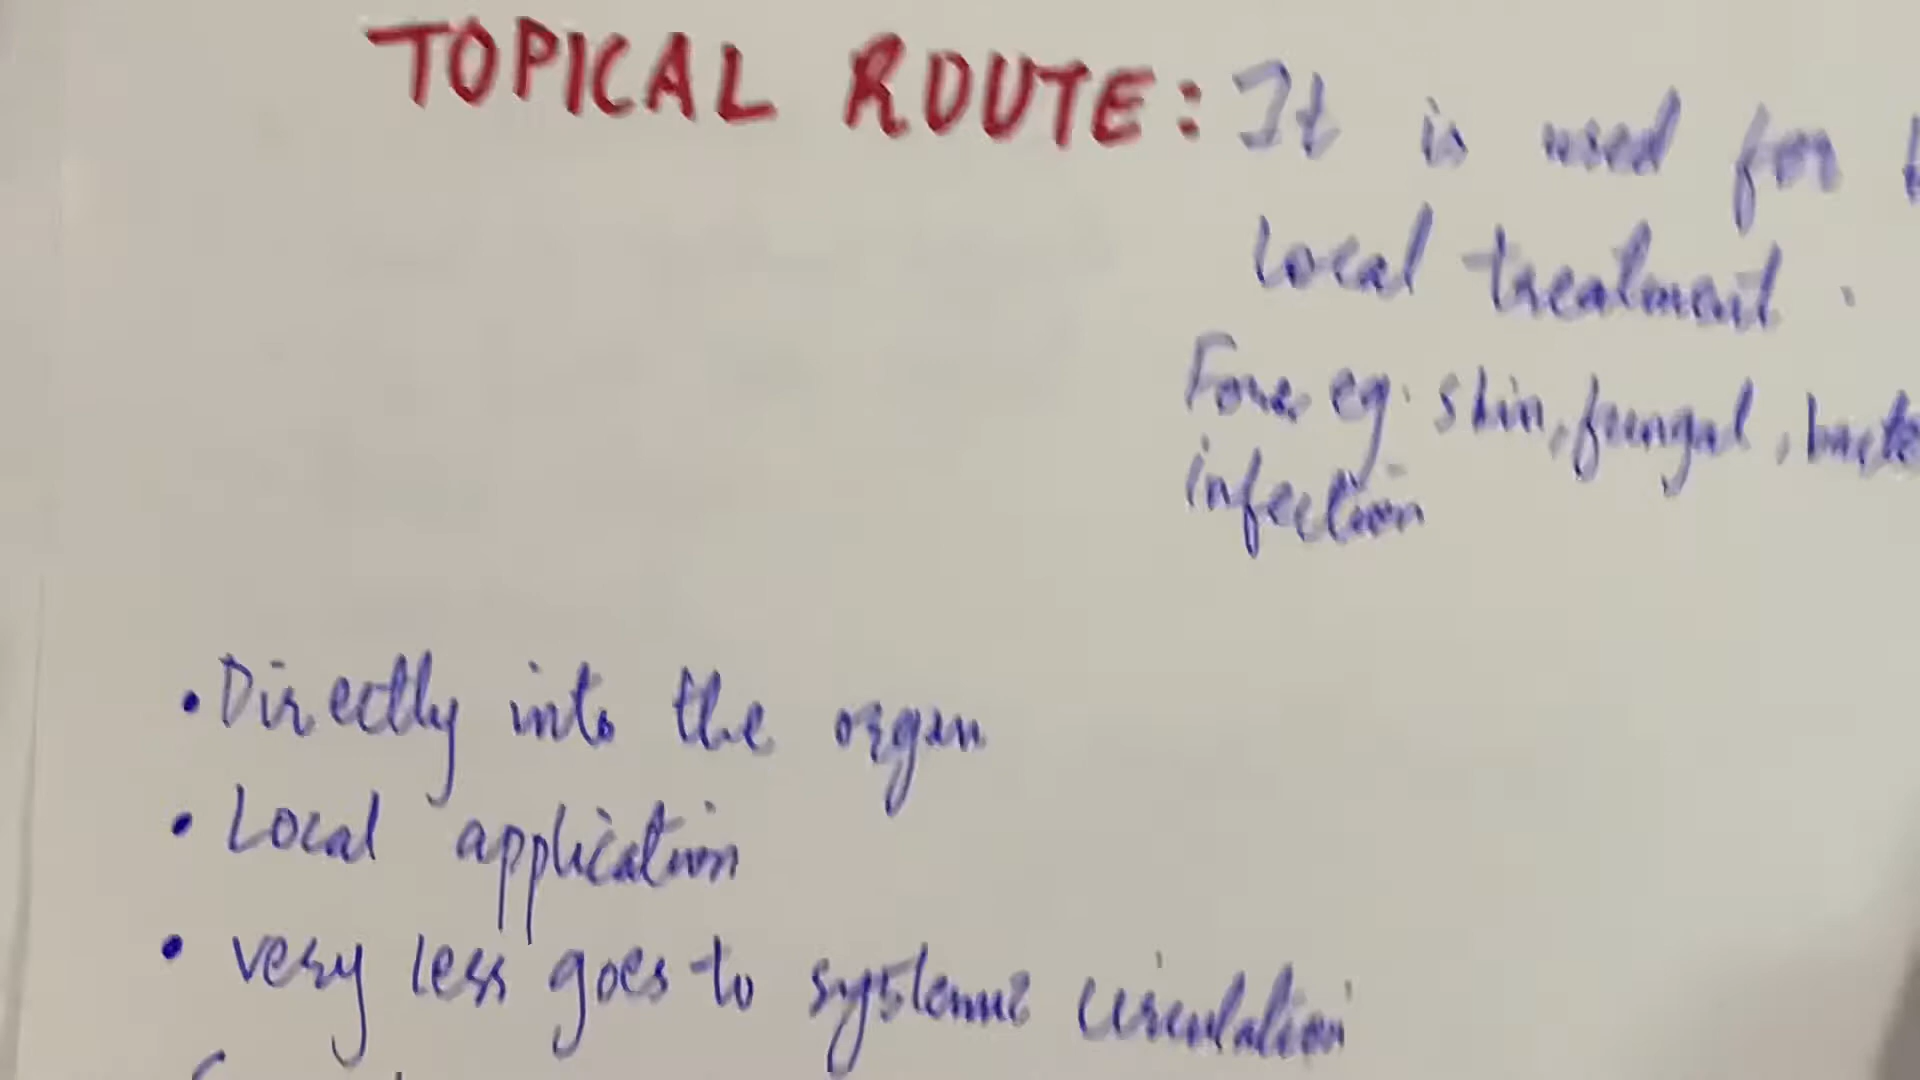 TOPICAL ROUTE: It is used for
Local treatment.
For eg. skin, fungal,
infection
• Directly into the organ
• Local application
• very less goes to systemic circulation